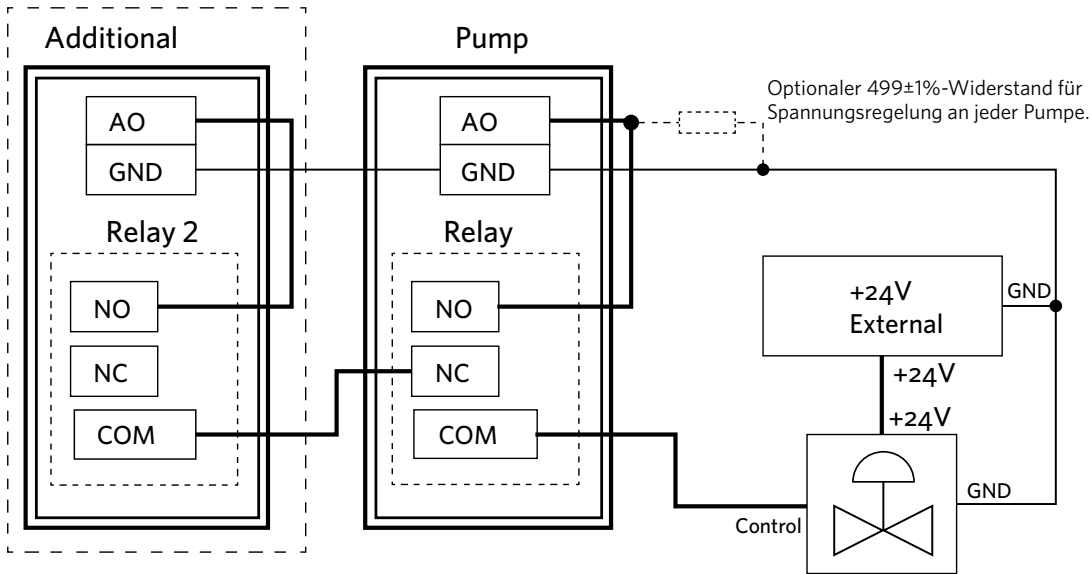 Additional
Pump
Optionaler 499±1%-Widerstand für
Spannungsregelung an jeder Pumpe.
AO
GND
AO
GND
Relay 2
Relay
NO
NC
COM
NO
NC
COM
+24V
External
GND
+24V
+24V
GND
Control